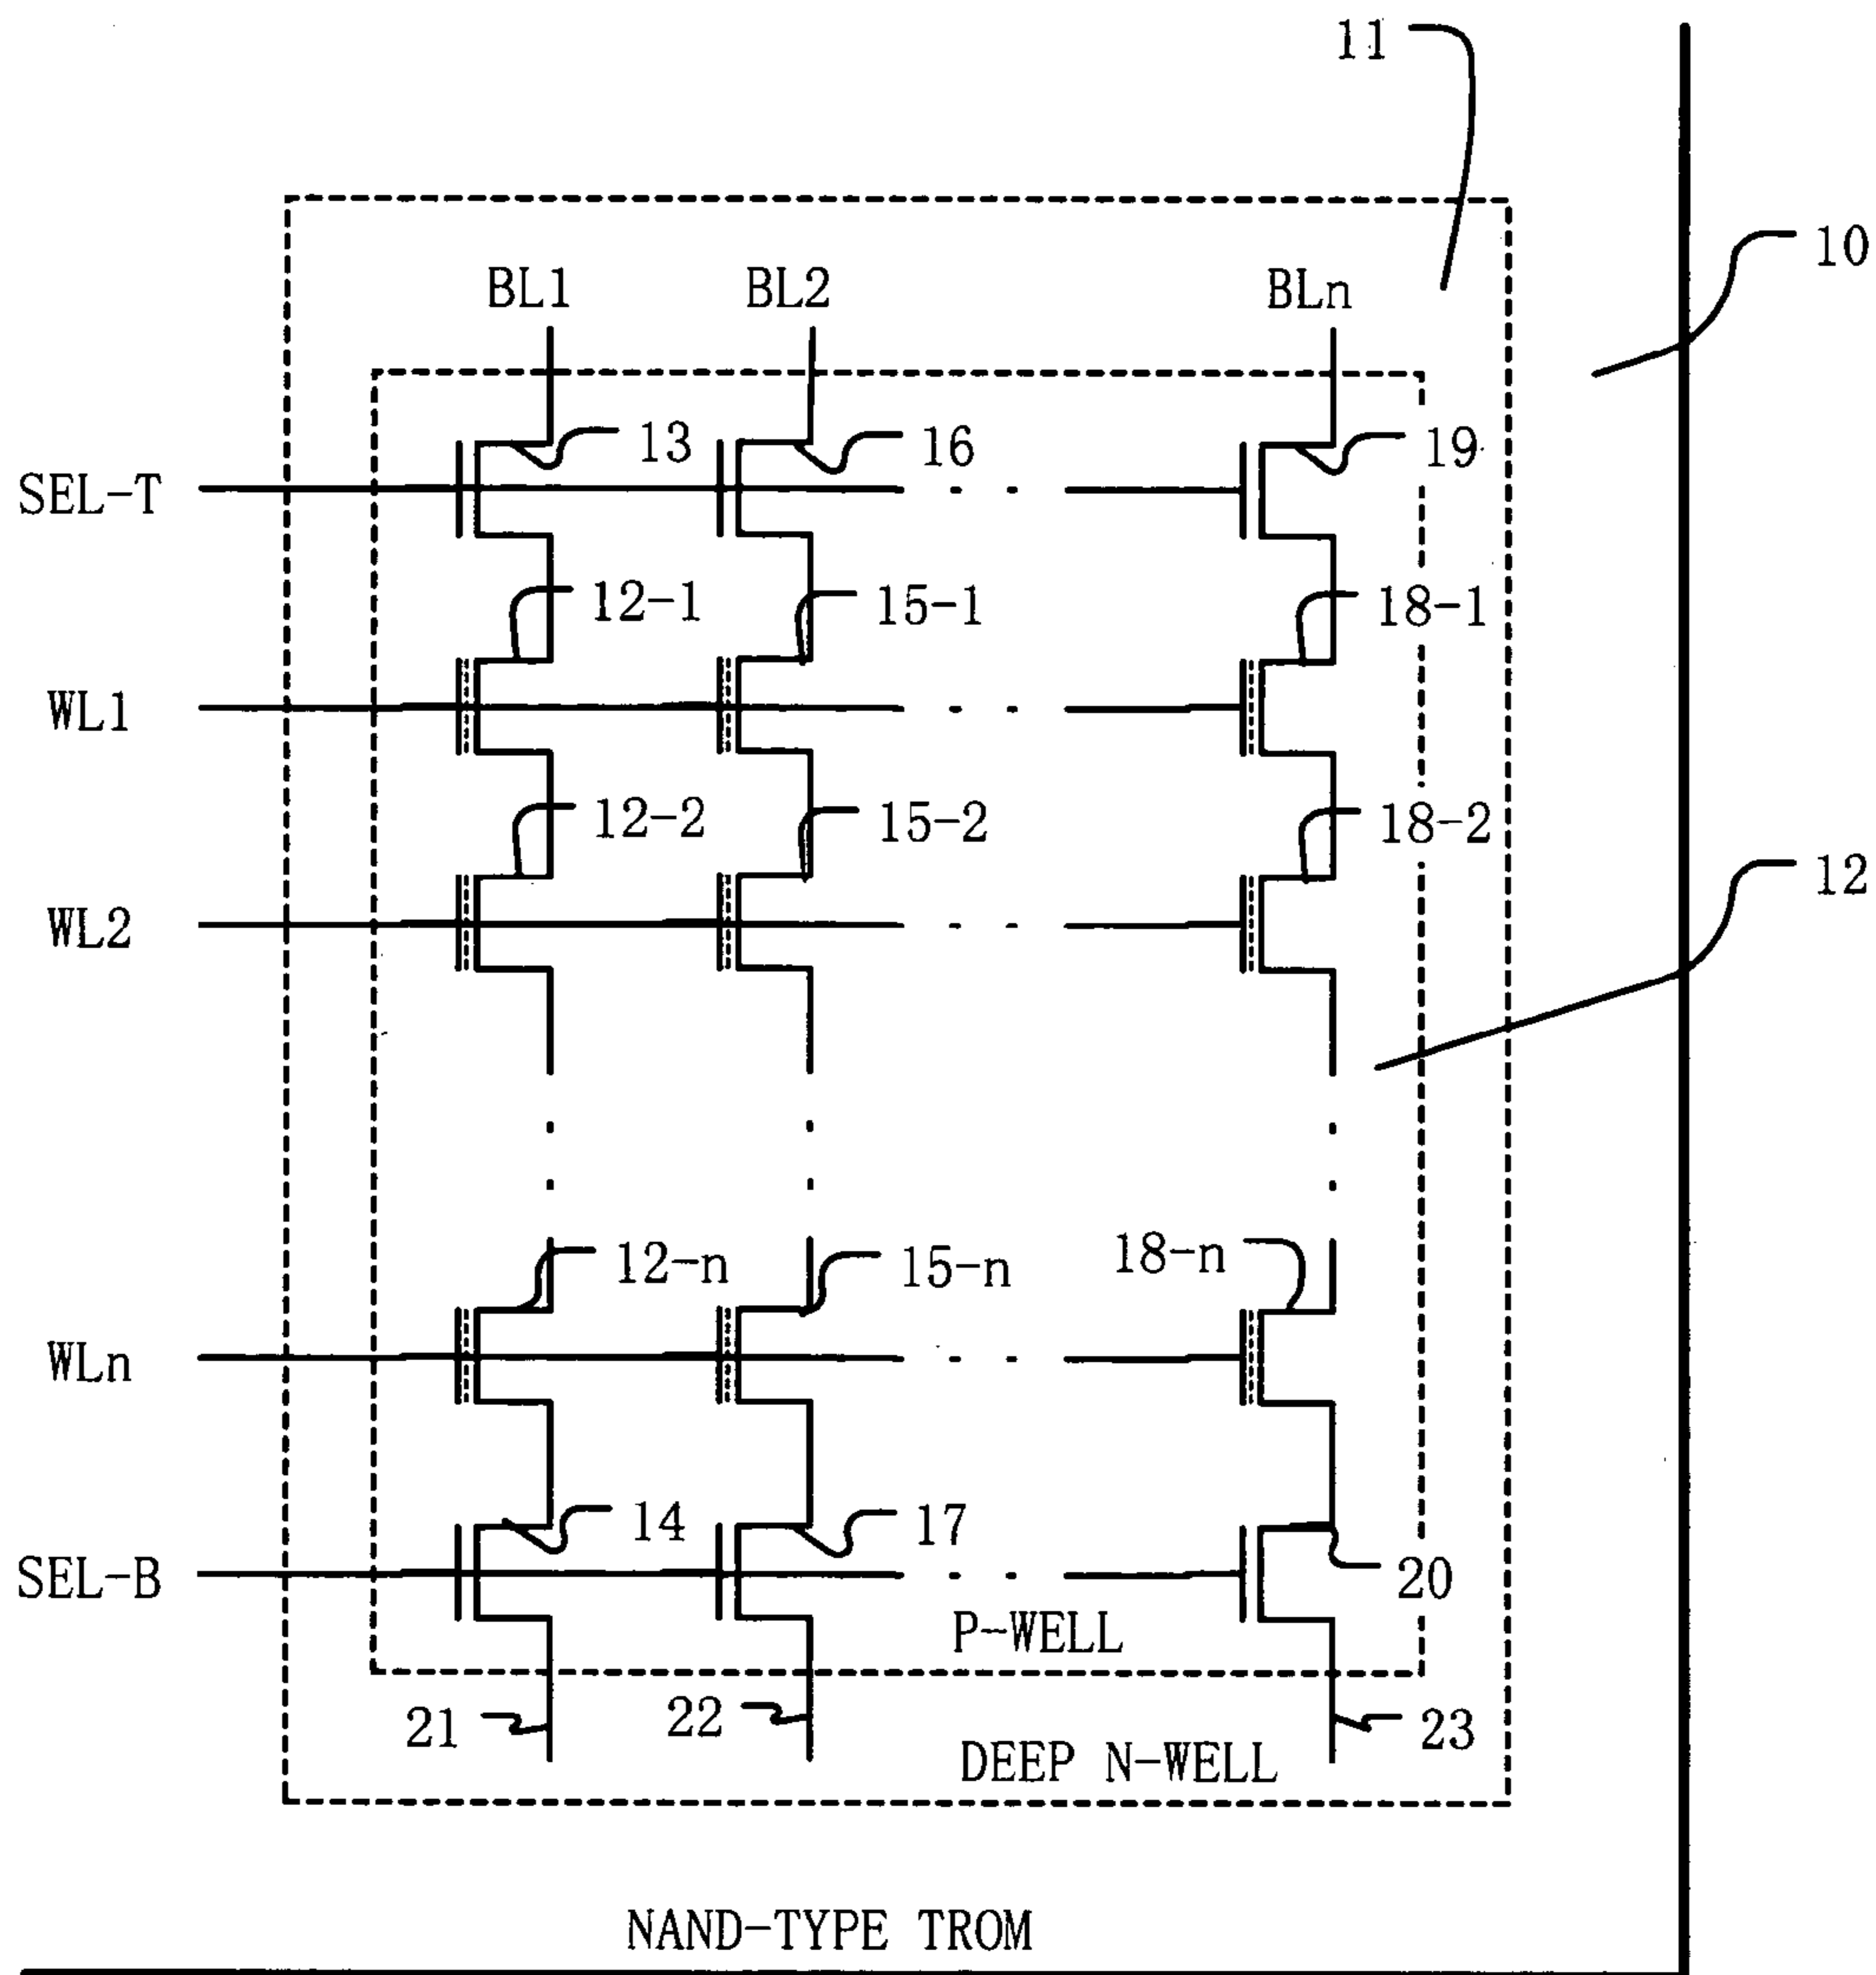 11
10
BL1 BL2 BLn
13 16 19
SEL-T
12-1 15-1 18-1
WL1
12-2 15-2 18-2
12
WL2
12-n 15-n 18-n
WLn
14 17
SEL-B 20
P-WELL
21 22 23
DEEP N-WELL
NAND-TYPE TROM